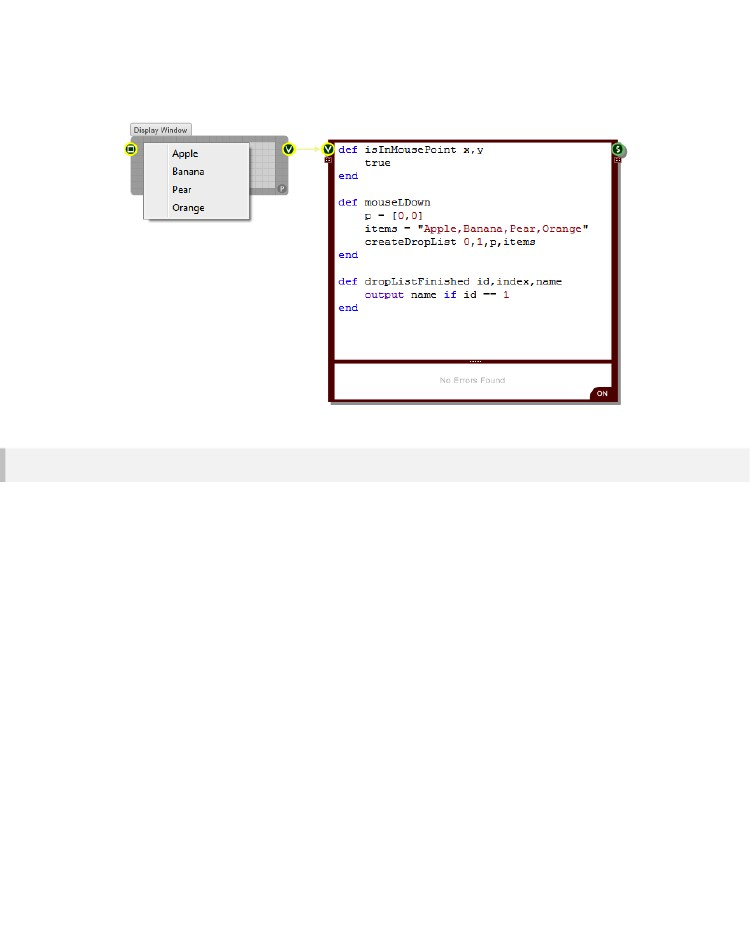 Display Window
Apple
Banana
Pear
Orange
P
V
V
S
def isInMousePoint x,y
true
end
def mouseLDown
p = [0,0]
items = "Apple,Banana,Pear,Orange"
createDropList 0,1,p,items
end
def dropListFinished id,index,name
output name if id == 1
end
No Errors Found
ON